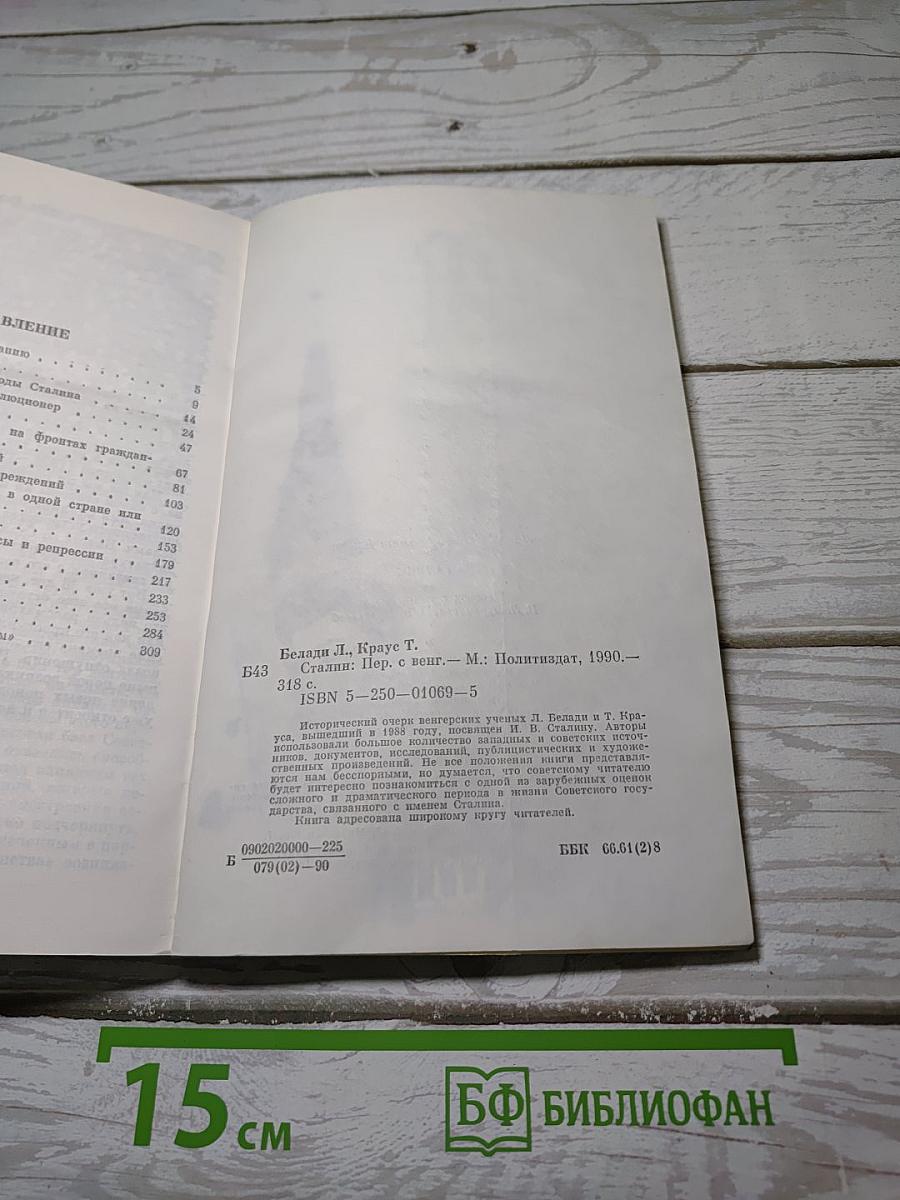 ВЛЕНИЕ
анию . . . . . . . 5
. . . . . . . . 9
оды Сталина . . . . . 14
люционер . . . . . . 24
. . . . . . . . 47
на фронтах граждан-
. . . . . . . . 67
й . . . . . . . . 81
реждений . . . . . . 103
в одной стране или
. . . . . . . . 120
. . . . . . . . 153
сы и репрессии . . 179
. . . . . . . . 217
. . . . . . . . 233
. . . . . . . . 253
. . . . . . . . 284
м» . . . . . . . 309
Белади Л., Краус Т.
Б43 Сталин: Пер. с венг.— М.: Политиздат, 1990.—
318 с.
ISBN 5—250—01069—5
Исторический очерк венгерских ученых Л. Белади и Т. Кра-
уса, вышедший в 1988 году, посвящен И. В. Сталину. Авторы
использовали большое количество западных и советских источ-
ников, документов, исследований, публицистических и художе-
ственных произведений. Не все положения книги представля-
ются нам бесспорными, но думается, что советскому читателю
будет интересно познакомиться с одной из зарубежных оценок
сложного и драматического периода в жизни Советского госу-
дарства, связанного с именем Сталина.
Книга адресована широкому кругу читателей.
Б 0902020000—225
079(02)—90
ББК 66.61(2)8
15 см
БФ БИБЛИОФАН